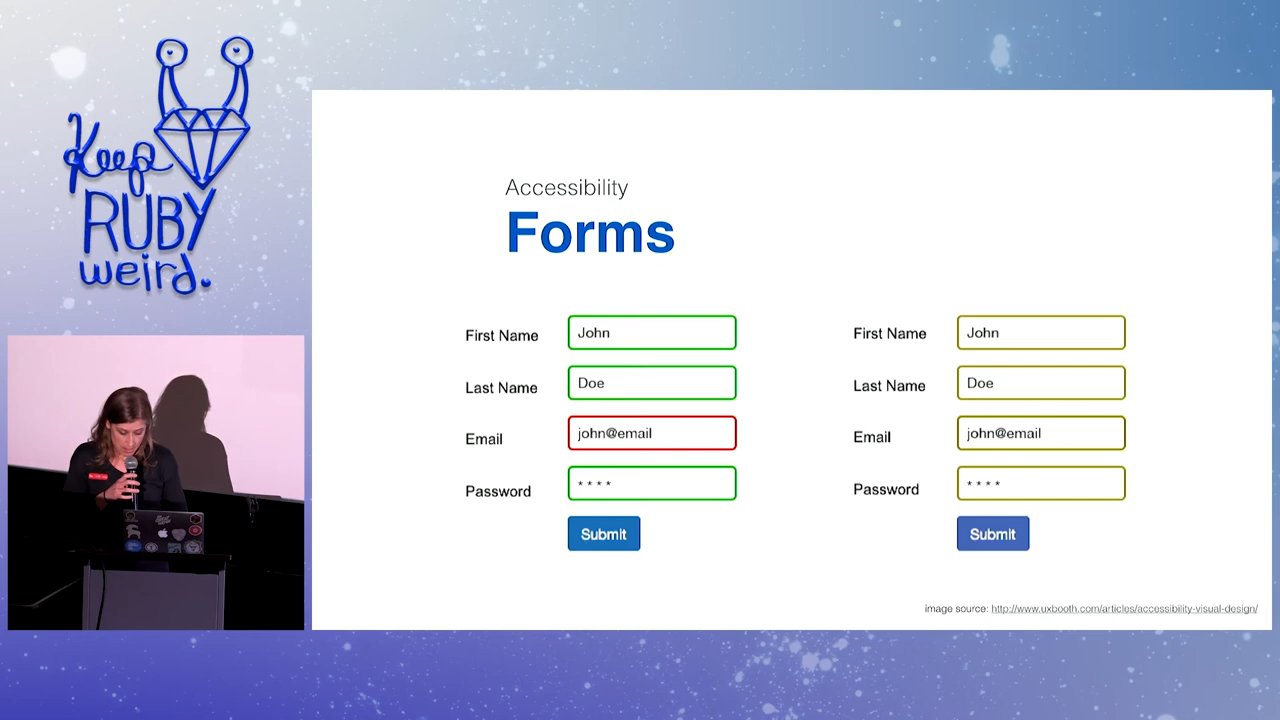 Keep
RUBY
weird.
Accessibility
Forms
First Name
John
Last Name
Doe
Email
john@email
Password
* * * *
Submit
First Name
John
Last Name
Doe
Email
john@email
Password
* * * *
Submit
image source: http://www.uxbooth.com/articles/accessibility-visual-design/